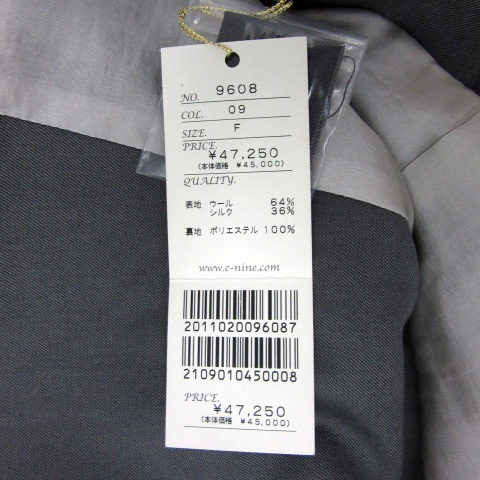 NO. 9608
COL. 09
SIZE. F
PRICE.
¥47,250
(本体価格 ¥45,000)
QUALITY.
表地 ウール 64%
シルク 36%
裏地 ポリエステル 100%
www.e-nine.com
2011020096087
2109010450008
PRICE.
¥47,250
(本体価格 ¥45,000)